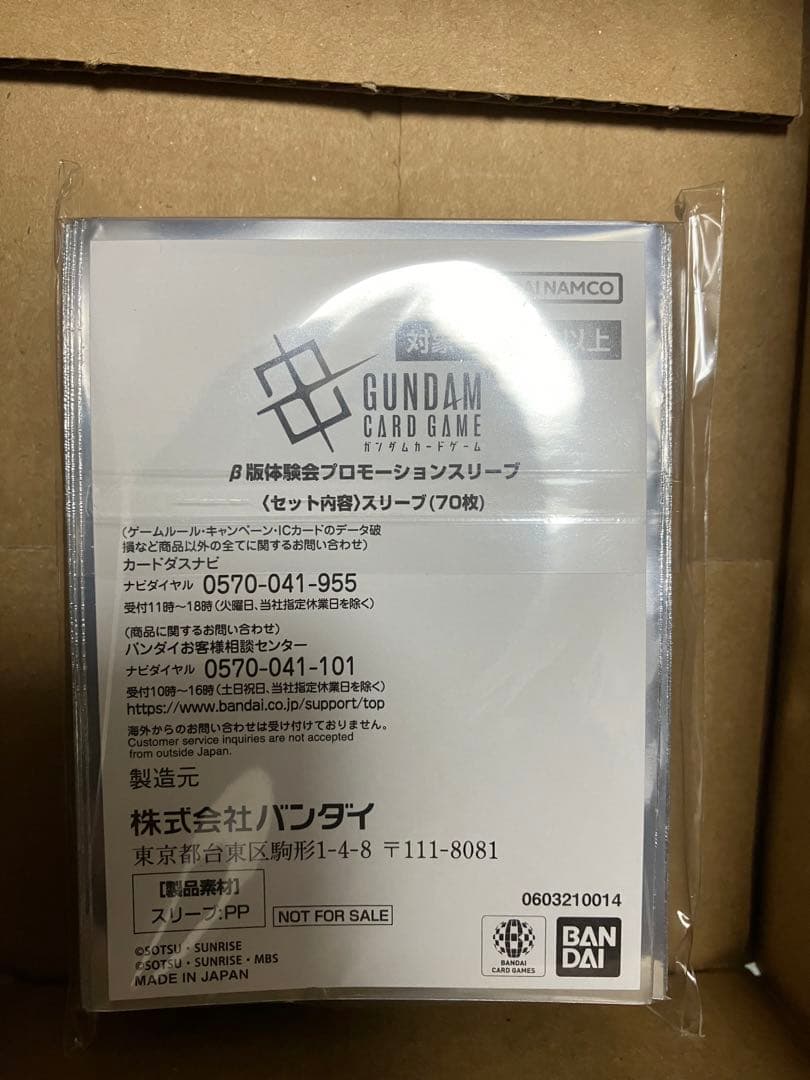 NAMCO
対 以上
GUNDAM
CARD GAME
ガンダムカードゲーム
β版体験会プロモーションスリーブ
〈セット内容〉スリーブ(70枚)
(ゲームルール・キャンペーン・ICカードのデータ破
損など商品以外の全てに関するお問い合わせ)
カードダスナビ
ナビダイヤル 0570-041-955
受付11時〜18時(火曜日、当社指定休業日を除く)
(商品に関するお問い合わせ)
バンダイお客様相談センター
ナビダイヤル 0570-041-101
受付10時〜16時(土日祝日、当社指定休業日を除く)
https://www.bandai.co.jp/support/top
海外からのお問い合わせは受け付けておりません。
Customer service inquiries are not accepted
from outside Japan.
製造元
株式会社バンダイ
東京都台東区駒形1-4-8 〒111-8081
【製品素材】
スリーブ:PP
NOT FOR SALE
0603210014
©SOTSU・SUNRISE
©SOTSU・SUNRISE・MBS
MADE IN JAPAN
BANDAI
CARD GAMES
BAN
DAI